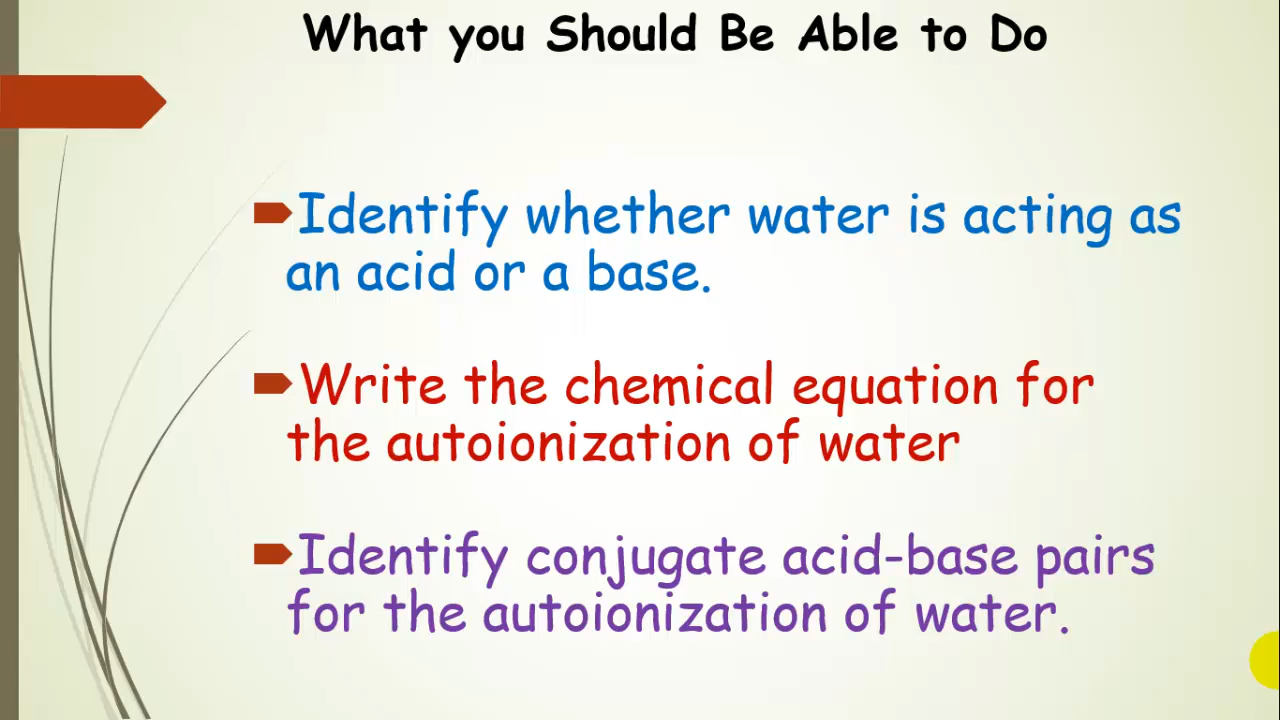 What you Should Be Able to Do
Identify whether water is acting as
an acid or a base.
Write the chemical equation for
the autoionization of water
Identify conjugate acid-base pairs
for the autoionization of water.